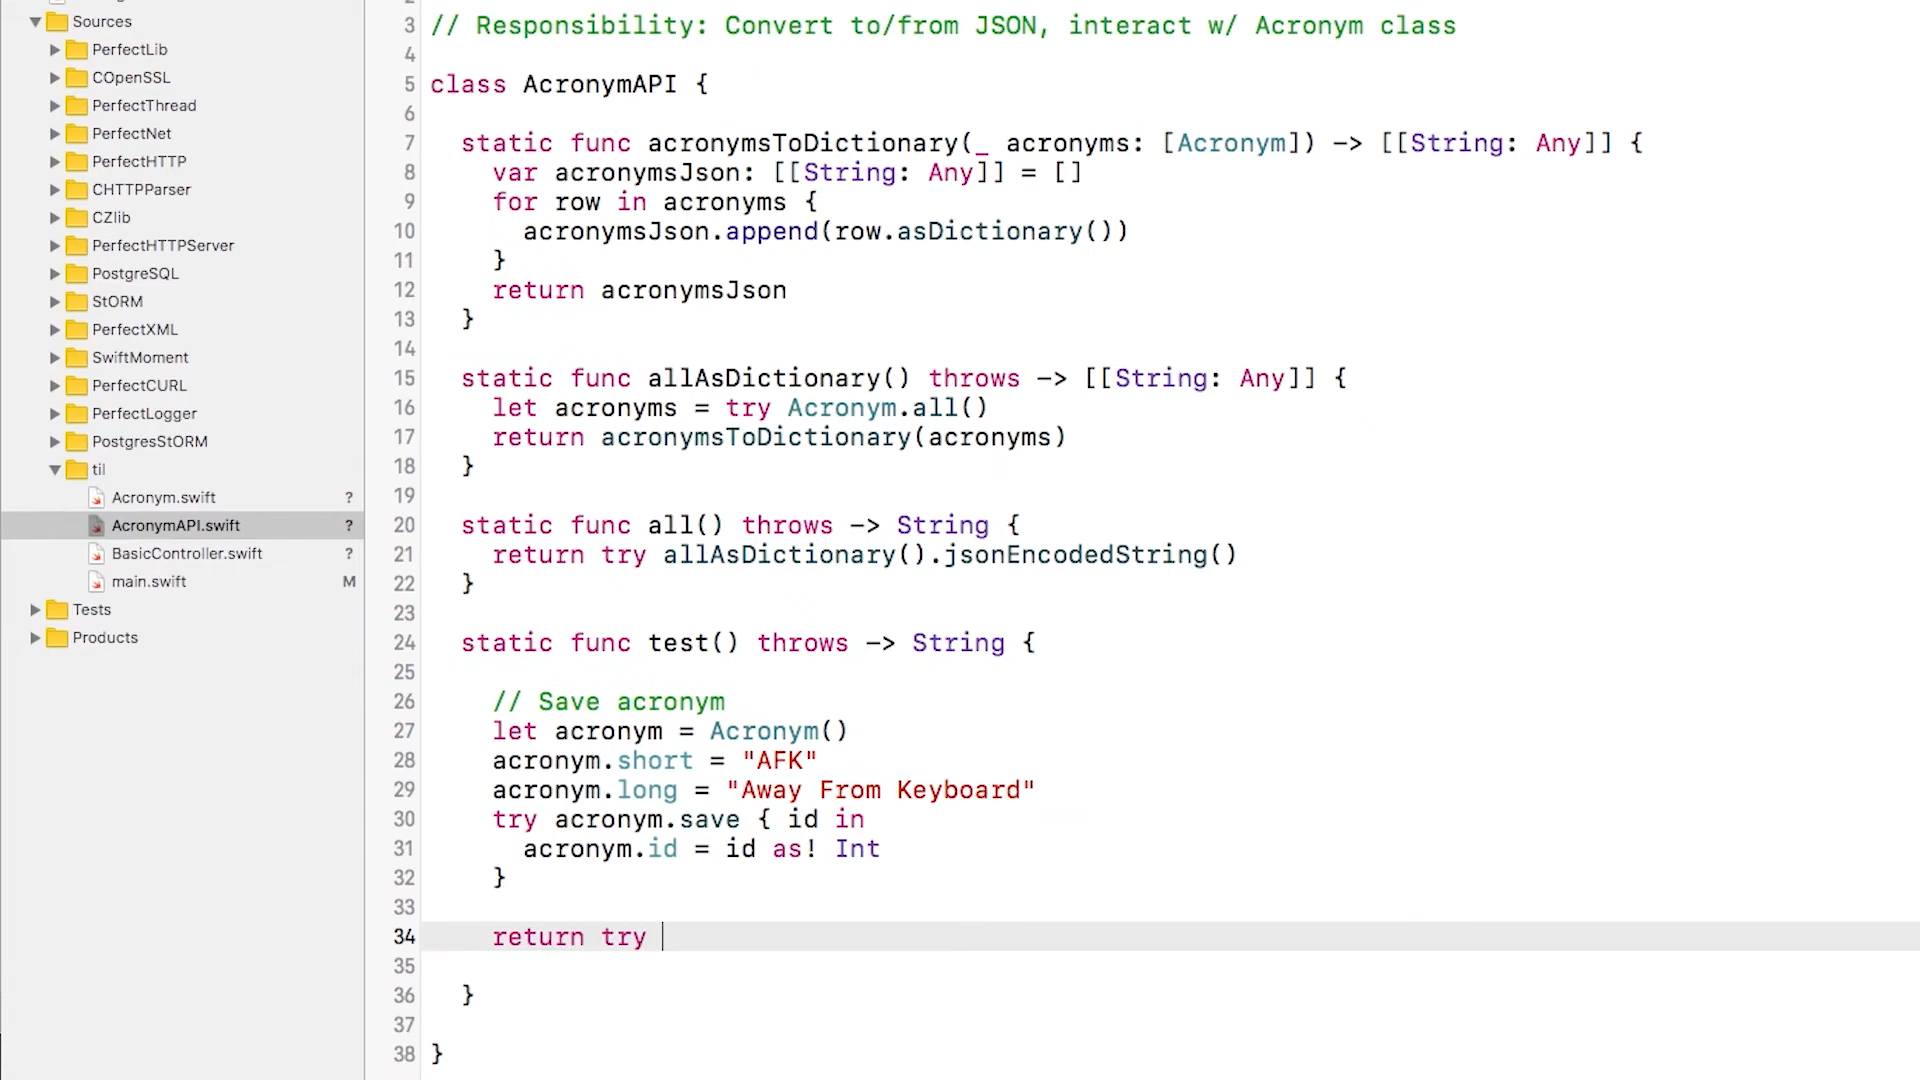 Sources
PerfectLib
COpenSSL
PerfectThread
PerfectNet
PerfectHTTP
CHTTPParser
CZlib
PerfectHTTPServer
PostgreSQL
StORM
PerfectXML
SwiftMoment
PerfectCURL
PerfectLogger
PostgresStORM
til
Acronym.swift ?
AcronymAPI.swift ?
BasicController.swift ?
main.swift M
Tests
Products
3 // Responsibility: Convert to/from JSON, interact w/ Acronym class
4
5 class AcronymAPI {
6
7 static func acronymsToDictionary(_ acronyms: [Acronym]) -> [[String: Any]] {
8 var acronymsJson: [[String: Any]] = []
9 for row in acronyms {
10 acronymsJson.append(row.asDictionary())
11 }
12 return acronymsJson
13 }
14
15 static func allAsDictionary() throws -> [[String: Any]] {
16 let acronyms = try Acronym.all()
17 return acronymsToDictionary(acronyms)
18 }
19
20 static func all() throws -> String {
21 return try allAsDictionary().jsonEncodedString()
22 }
23
24 static func test() throws -> String {
25
26 // Save acronym
27 let acronym = Acronym()
28 acronym.short = "AFK"
29 acronym.long = "Away From Keyboard"
30 try acronym.save { id in
31 acronym.id = id as! Int
32 }
33
34 return try
35
36 }
37
38 }